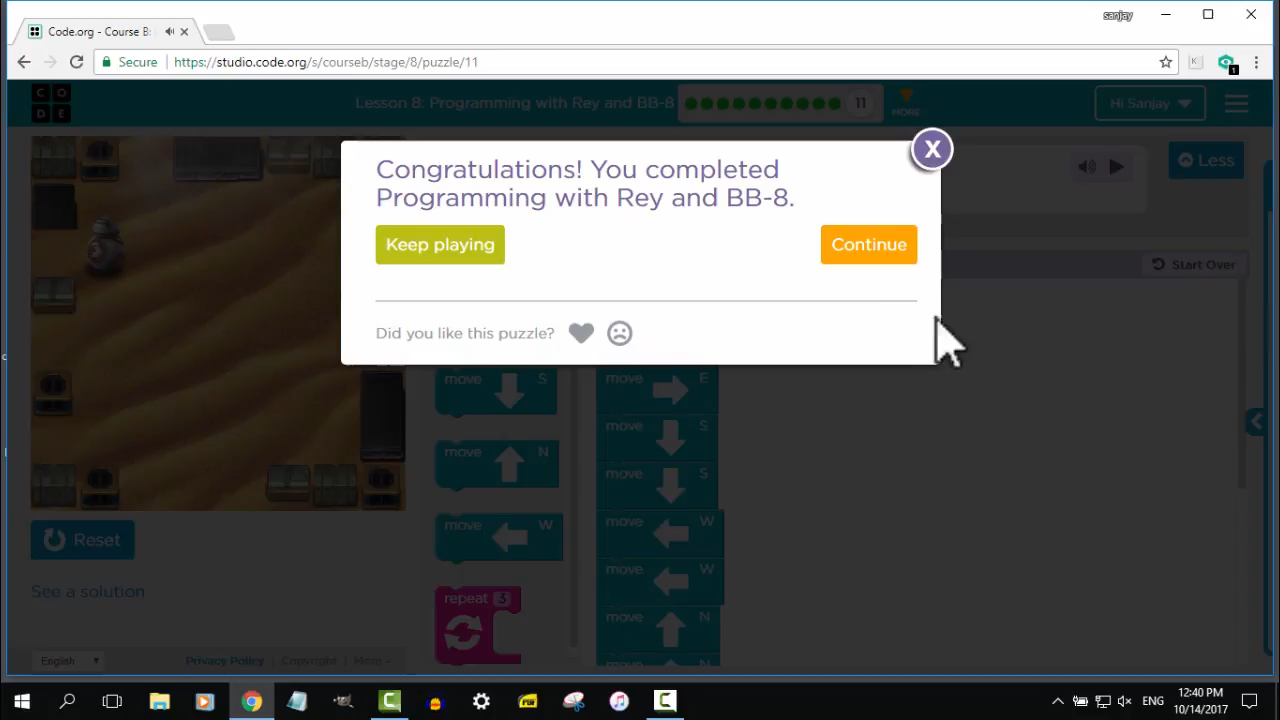 sanjay
Code.org - Course B:
Secure https://studio.code.org/s/courseb/stage/8/puzzle/11
1
C O
D E
Lesson 8: Programming with Rey and BB-8 11 MORE Hi Sanjay
Less
Congratulations! You completed
Programming with Rey and BB-8.
Keep playing Continue
Start Over
Did you like this puzzle?
move S
move E
move S
move N
move S
move W
move W
move W
repeat 3
move N
move N
Reset
See a solution
English Privacy Policy Copyright More
ENG
12:40 PM
10/14/2017